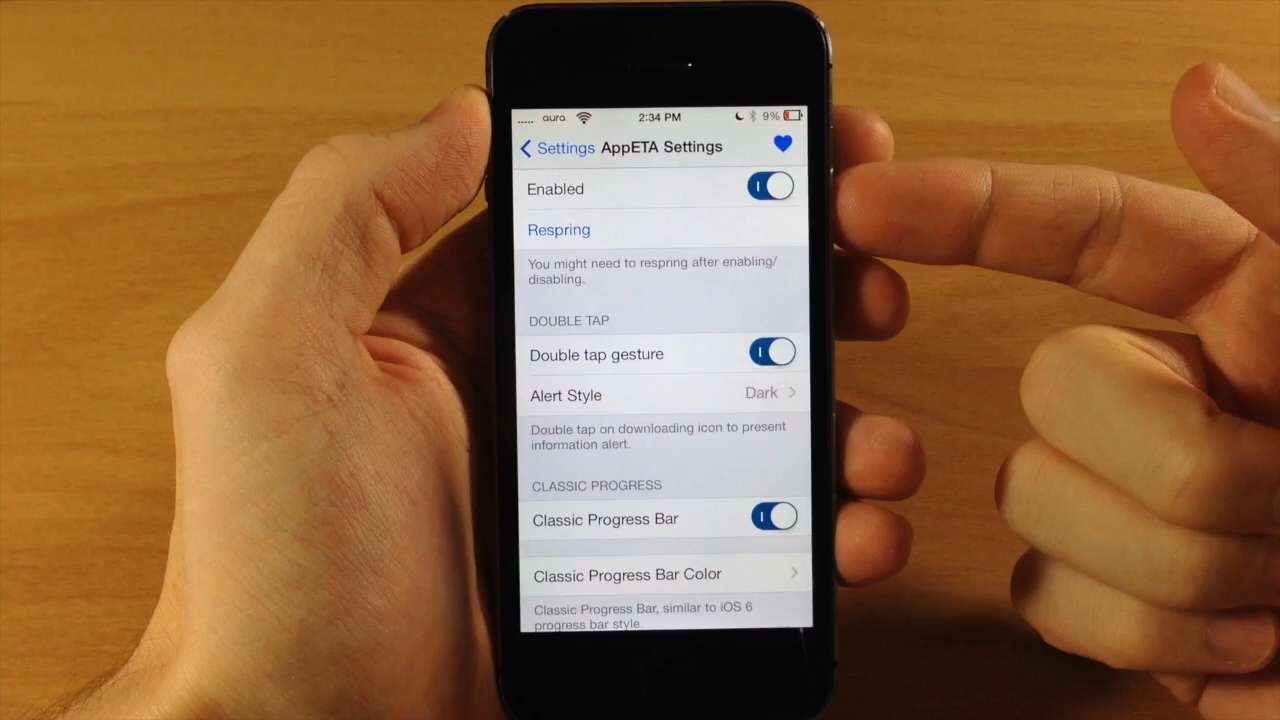 aura 2:34 PM 9%
Settings AppETA Settings
Enabled
Respring
You might need to respring after enabling/
disabling.
DOUBLE TAP
Double tap gesture
Alert Style Dark
Double tap on downloading icon to present
information alert.
CLASSIC PROGRESS
Classic Progress Bar
Classic Progress Bar Color
Classic Progress Bar, similar to iOS 6
progress bar style.